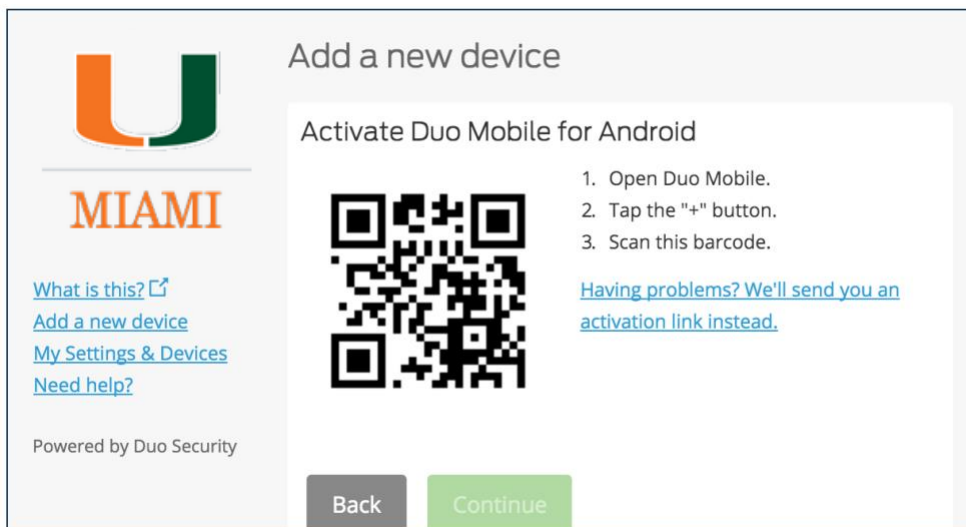 MIAMI
What is this?
Add a new device
My Settings & Devices
Need help?
Powered by Duo Security
Add a new device
Activate Duo Mobile for Android
1. Open Duo Mobile.
2. Tap the "+" button.
3. Scan this barcode.
Having problems? We'll send you an
activation link instead.
Back
Continue